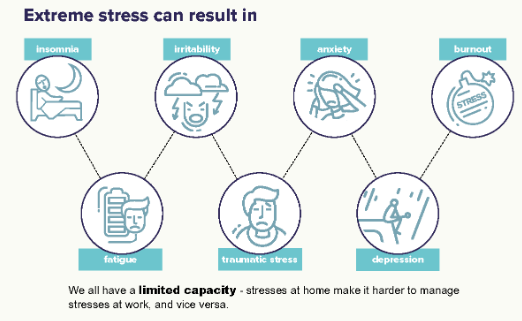 Extreme stress can result in
insomnia
irritability
anxiety
burnout
STRESS
fatigue
traumatic stress
depression
We all have a limited capacity - stresses at home make it harder to manage
stresses at work, and vice versa.